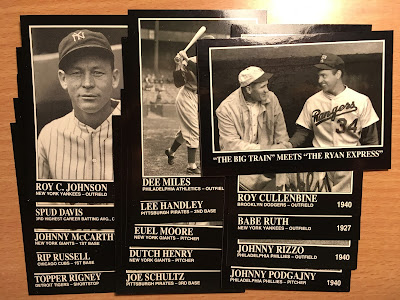 NY
ROY C. JOHNSON
NEW YORK YANKEES – OUTFIELD
SPUD DAVIS
3RD HIGHEST CAREER BATTING AVG. C
JOHNNY McCARTH
NEW YORK GIANTS – 1ST BASE
RIP RUSSELL
CHICAGO CUBS – 1ST BASE
TOPPER RIGNEY
DETROIT TIGERS – SHORTSTOP
DEE MILES
PHILADELPHIA ATHLETICS – OUTFIEL
LEE HANDLEY
PITTSBURGH PIRATES – 3RD BASE
EUEL MOORE
NEW YORK GIANTS – PITCHER
DUTCH HENRY
NEW YORK GIANTS – PITCHER
JOE SCHULTZ
PITTSBURGH PIRATES – OUTFIELD
Rangers
34
"THE BIG TRAIN" MEETS "THE RYAN EXPRESS"
ROY CULLENBINE
BROOKLYN DODGERS – OUTFIELD 1940
BABE RUTH
NEW YORK YANKEES – OUTFIELD 1927
JOHNNY RIZZO
PHILADELPHIA PHILLIES – OUTFIELD 1940
JOHNNY PODGAJNY
PHILADELPHIA PHILLIES – PITCHER 1940